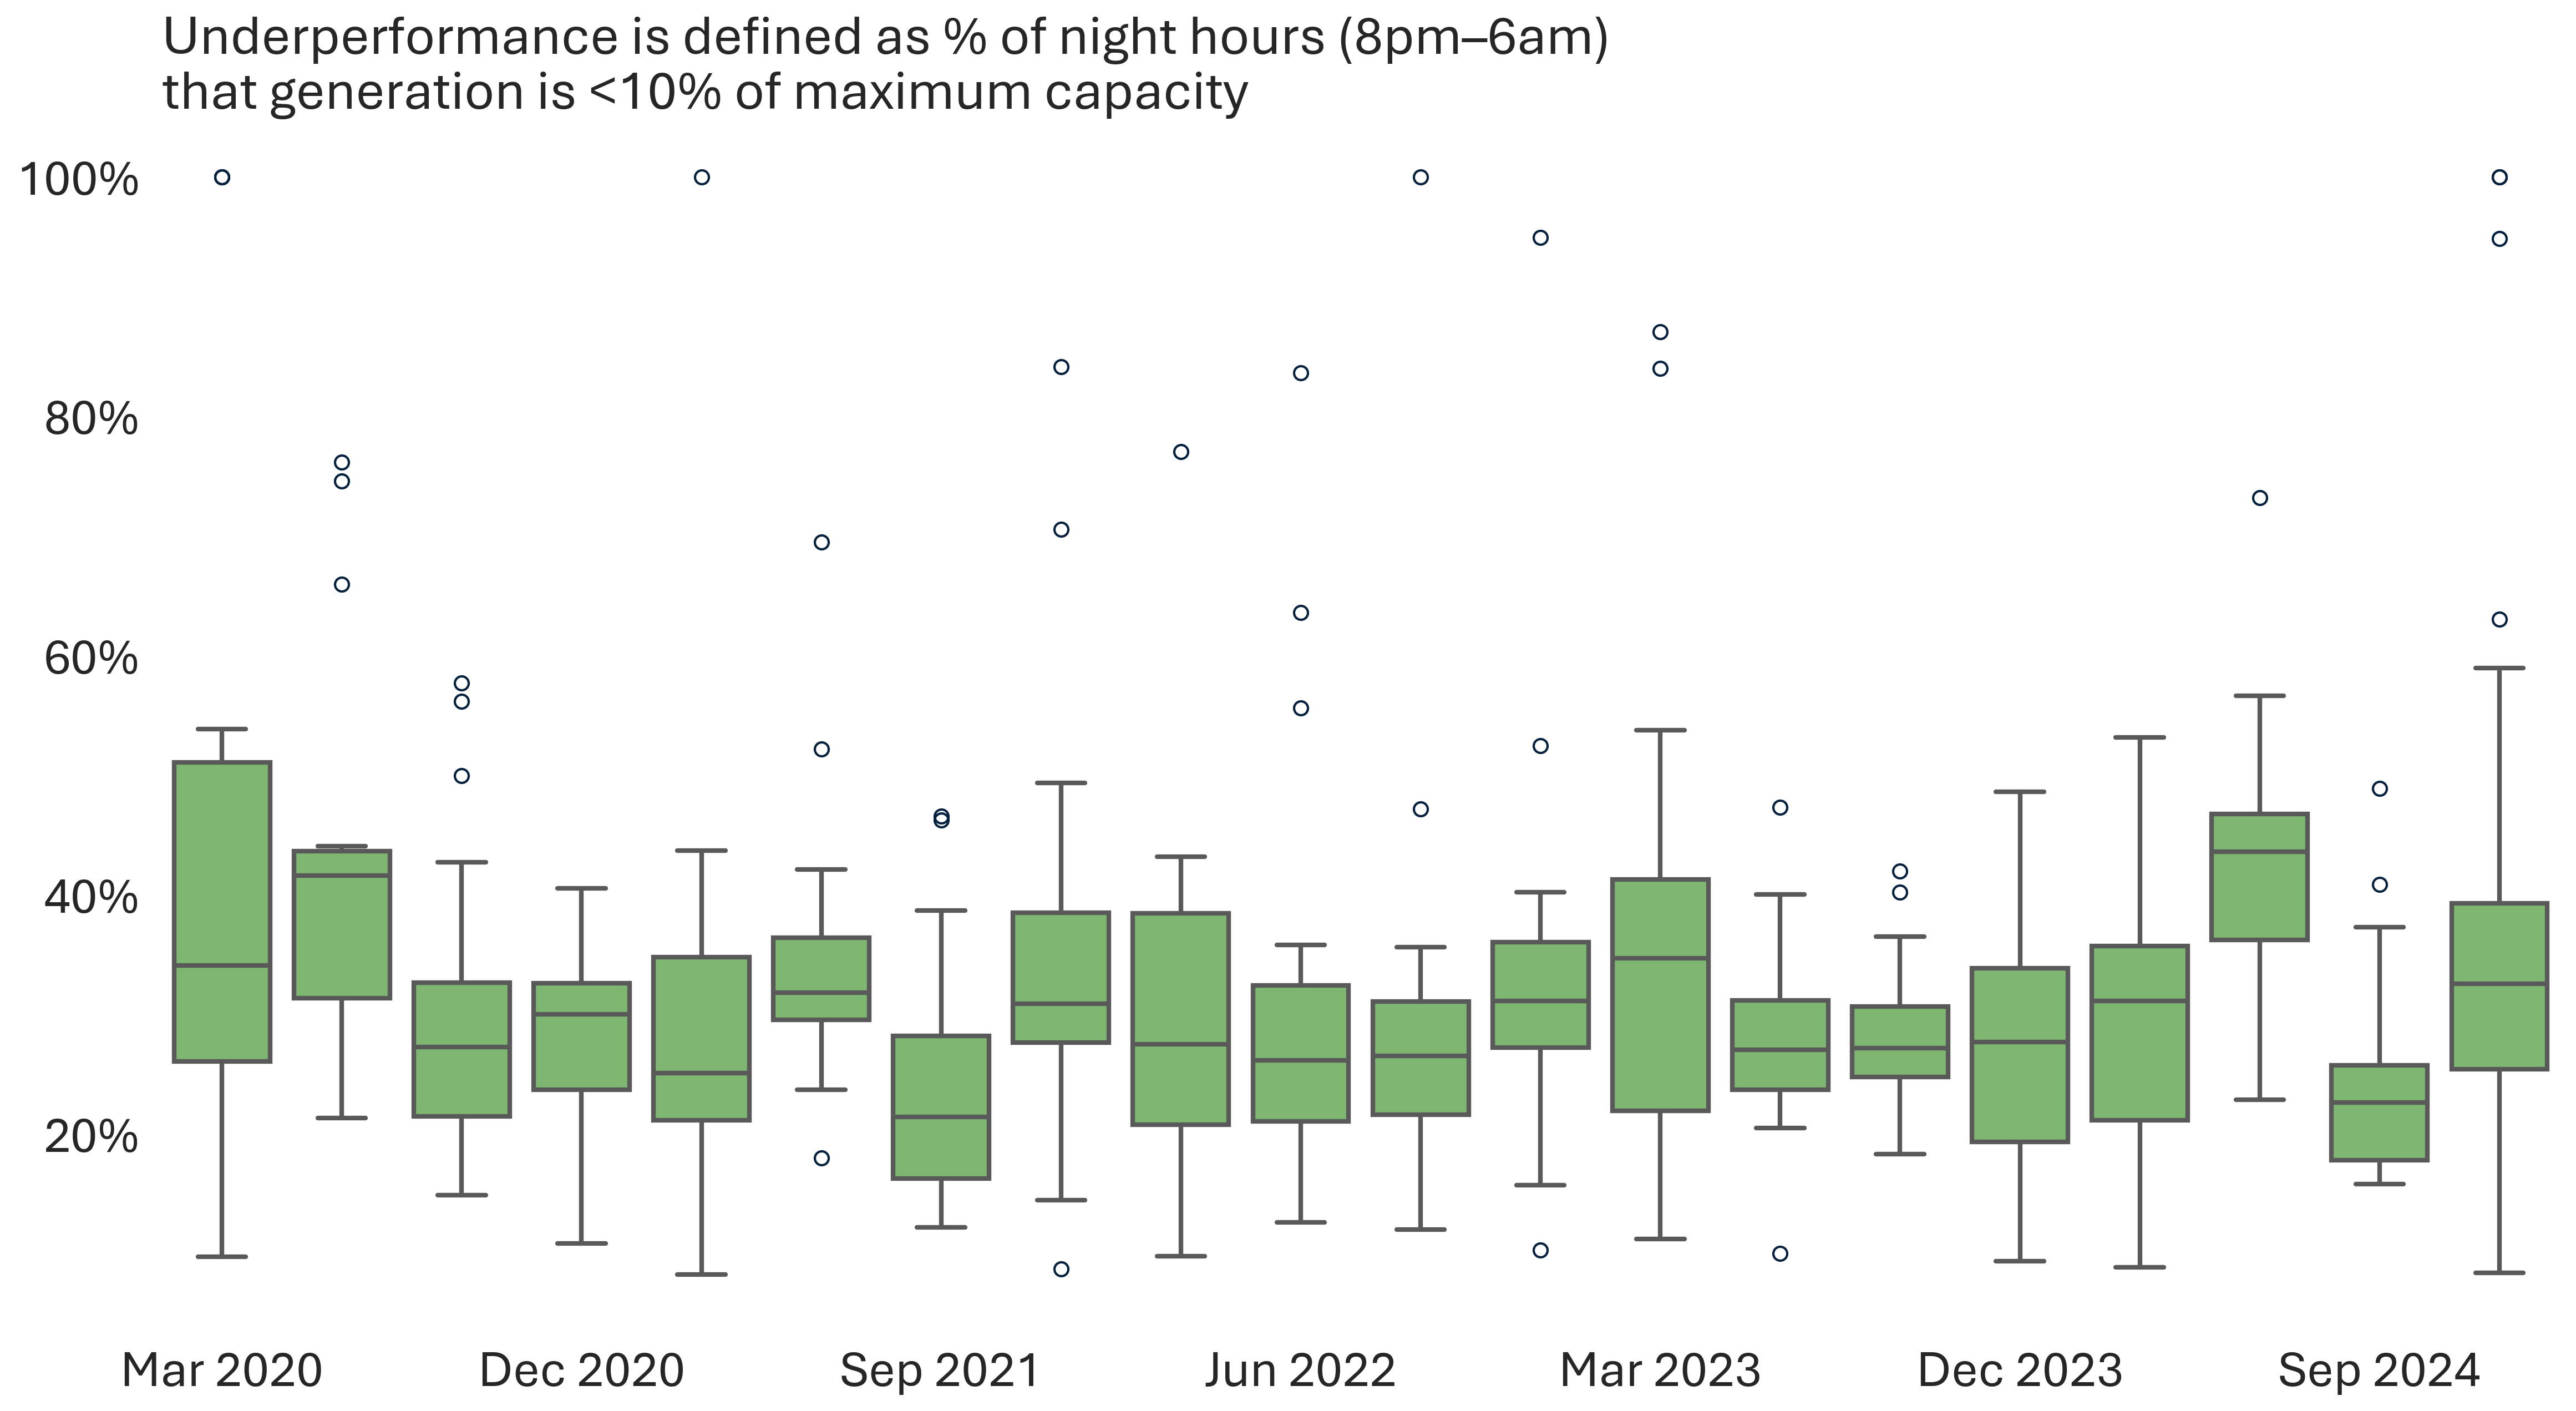 Underperformance is defined as % of night hours (8pm–6am)
that generation is <10% of maximum capacity
100%
80%
60%
40%
20%
Mar 2020
Dec 2020
Sep 2021
Jun 2022
Mar 2023
Dec 2023
Sep 2024